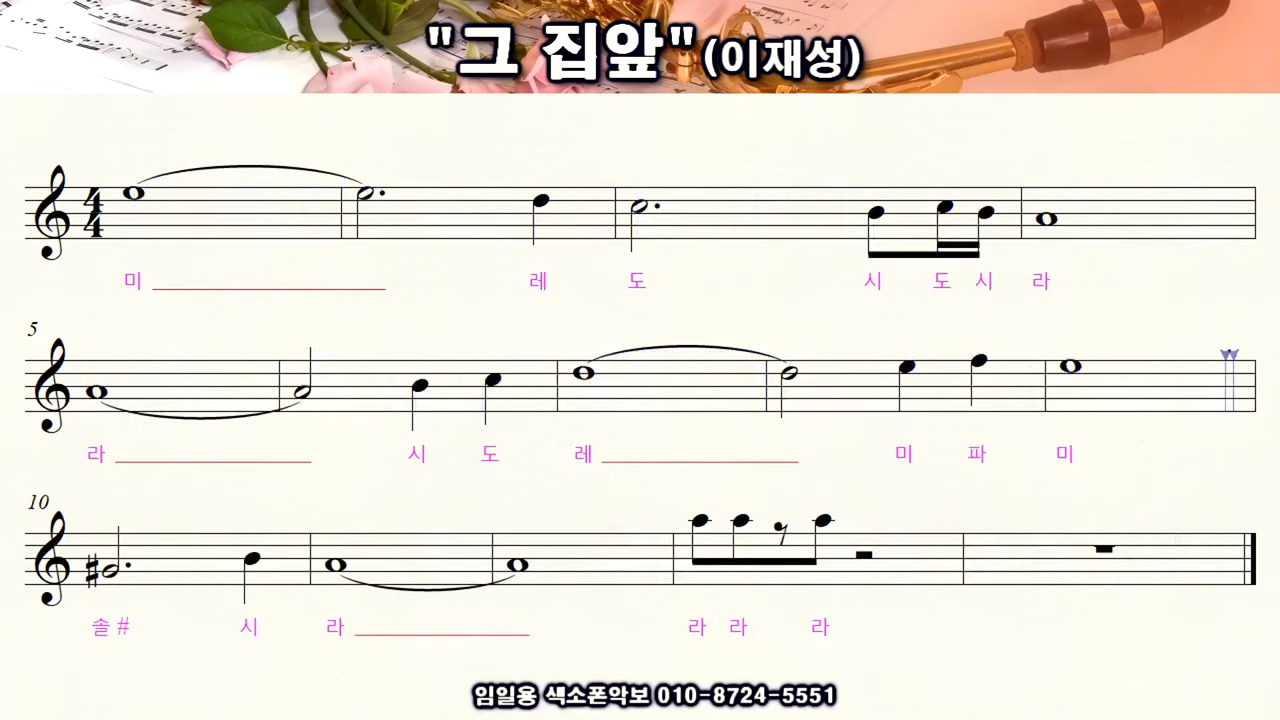 "그 집앞" (이재성)
4
4
미 레 도 시 도 시 라
5
라 시 도 레 미 파 미
10
솔 # 시 라 라 라 라
임일용 색소폰악보 010-8724-5551